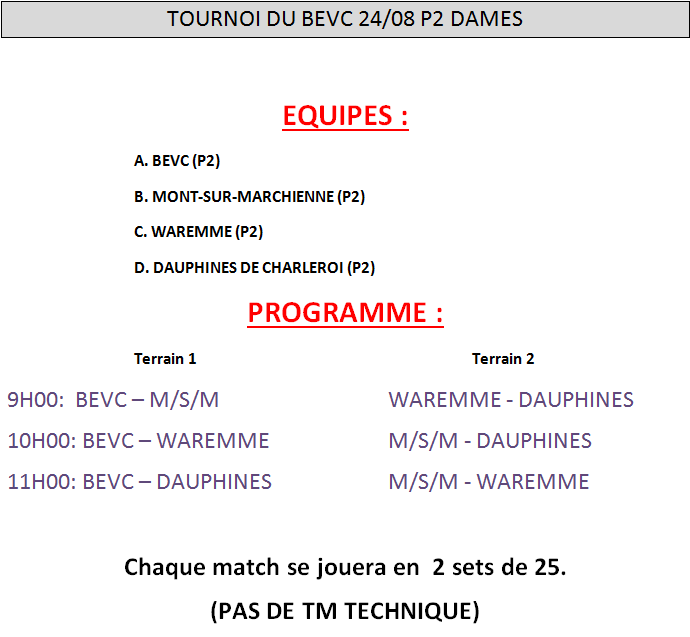 TOURNOI DU BEVC 24/08 P2 DAMES
EQUIPES :
A. BEVC (P2)
B. MONT-SUR-MARCHIENNE (P2)
C. WAREMME (P2)
D. DAUPHINES DE CHARLEROI (P2)
PROGRAMME :
Terrain 1 Terrain 2
9H00: BEVC – M/S/M WAREMME - DAUPHINES
10H00: BEVC – WAREMME M/S/M - DAUPHINES
11H00: BEVC – DAUPHINES M/S/M - WAREMME
Chaque match se jouera en 2 sets de 25.
(PAS DE TM TECHNIQUE)